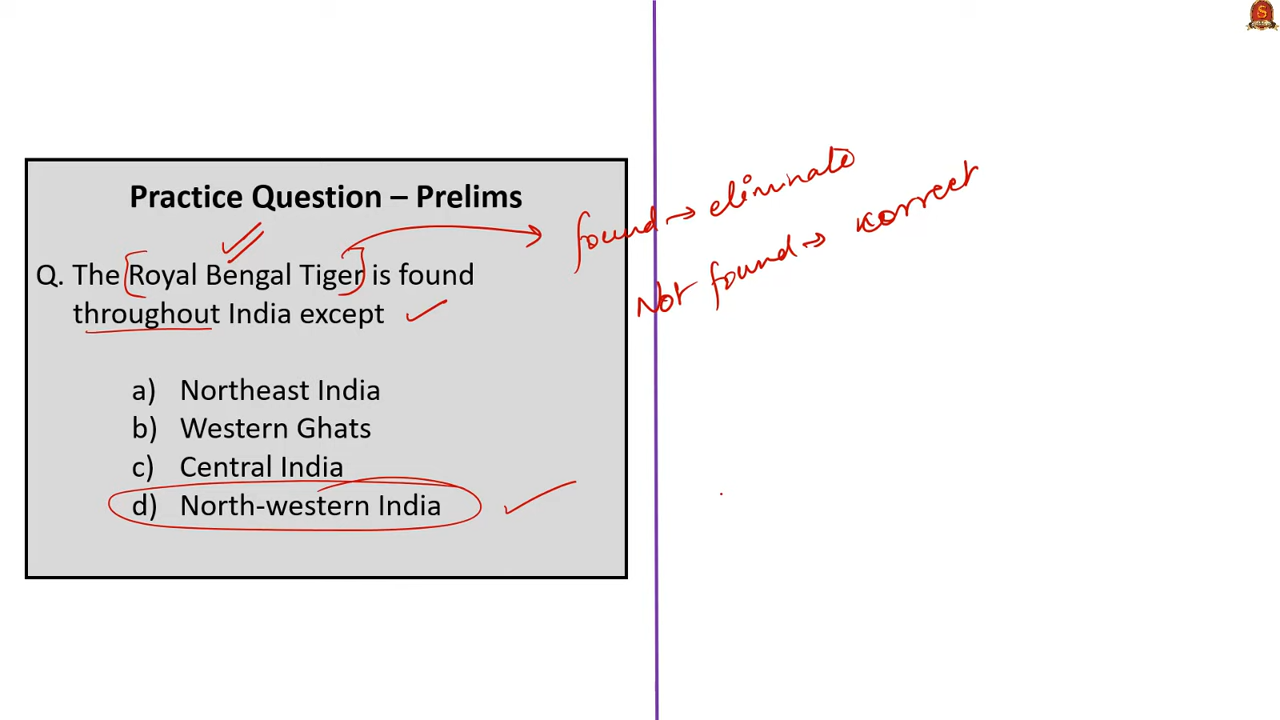 Practice Question – Prelims
Q. The Royal Bengal Tiger is found
throughout India except
a) Northeast India
b) Western Ghats
c) Central India
d) North-western India
found → eliminate
Not found → correct
S